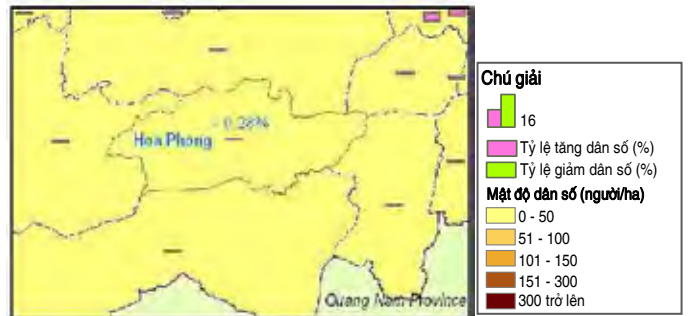 - 0.28%
Hoa Phong
Quang Nam Province
Chú giải
16
Tỷ lệ tăng dân số (%)
Tỷ lệ giảm dân số (%)
Mật độ dân số (người/ha)
0 - 50
51 - 100
101 - 150
151 - 300
300 trở lên